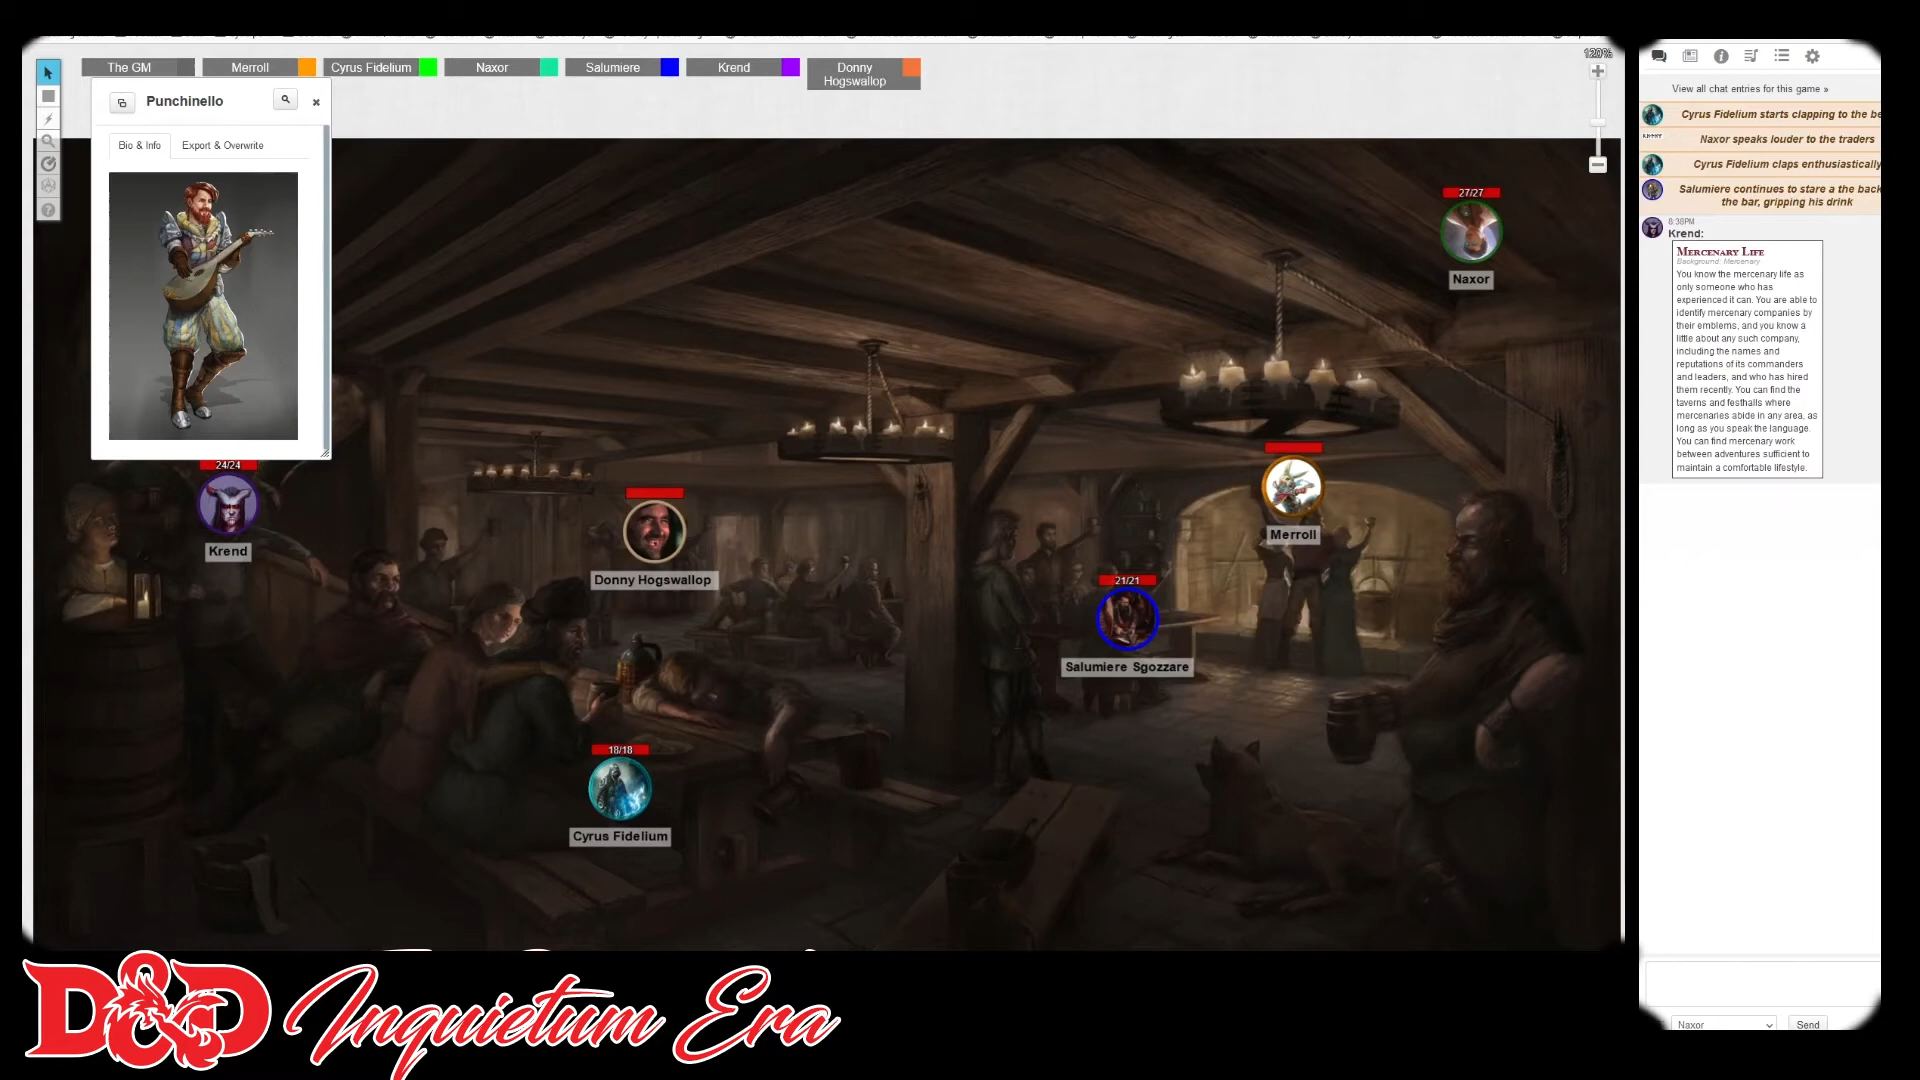 The GM
Merroll
Cyrus Fidelium
Naxor
Salumiere
Krend
Donny
Hogswallop
120%
Punchinello
Bio & Info
Export & Overwrite
27/27
Naxor
24/24
Krend
Donny Hogswallop
Merroll
21/21
Salumiere Sgozzare
18/18
Cyrus Fidelium
View all chat entries for this game »
Cyrus Fidelium starts clapping to the be
Naxor speaks louder to the traders
Cyrus Fidelium claps enthusiastically
Salumiere continues to stare a the back
the bar, gripping his drink
8:38PM
Krend:
Mercenary Life
Background: Mercenary
You know the mercenary life as
only someone who has
experienced it can. You are able to
identify mercenary companies by
their emblems, and you know a
little about any such company,
including the names and
reputations of its commanders
and leaders, and who has hired
them recently. You can find the
taverns and festhalls where
mercenaries abide in any area, as
long as you speak the language.
You can find mercenary work
between adventures sufficient to
maintain a comfortable lifestyle.
Naxor
Send
D&D Inquietum Era